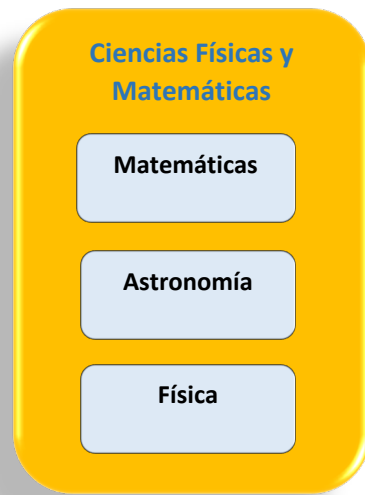 Ciencias Físicas y
Matemáticas
Matemáticas
Astronomía
Física